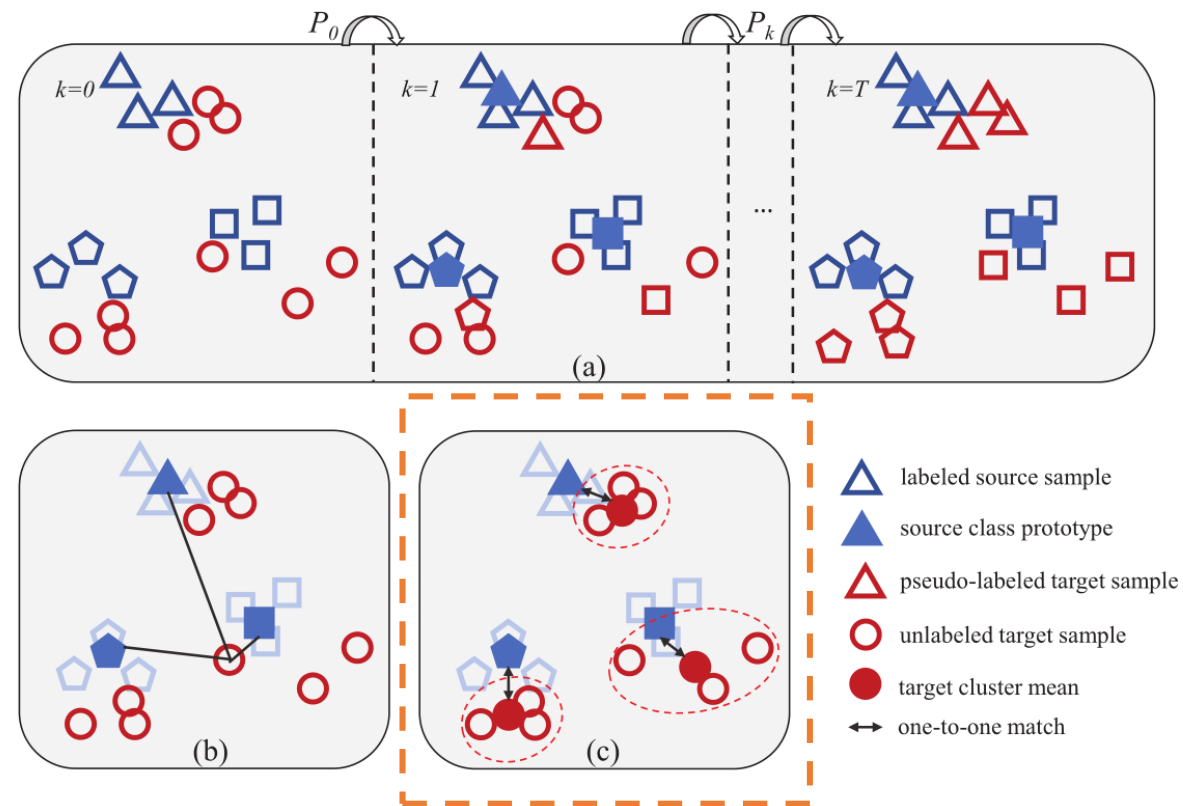 P0
Pk
k=0
k=1
k=T
...
(a)
(b)
(c)
labeled source sample
source class prototype
pseudo-labeled target sample
unlabeled target sample
target cluster mean
one-to-one match